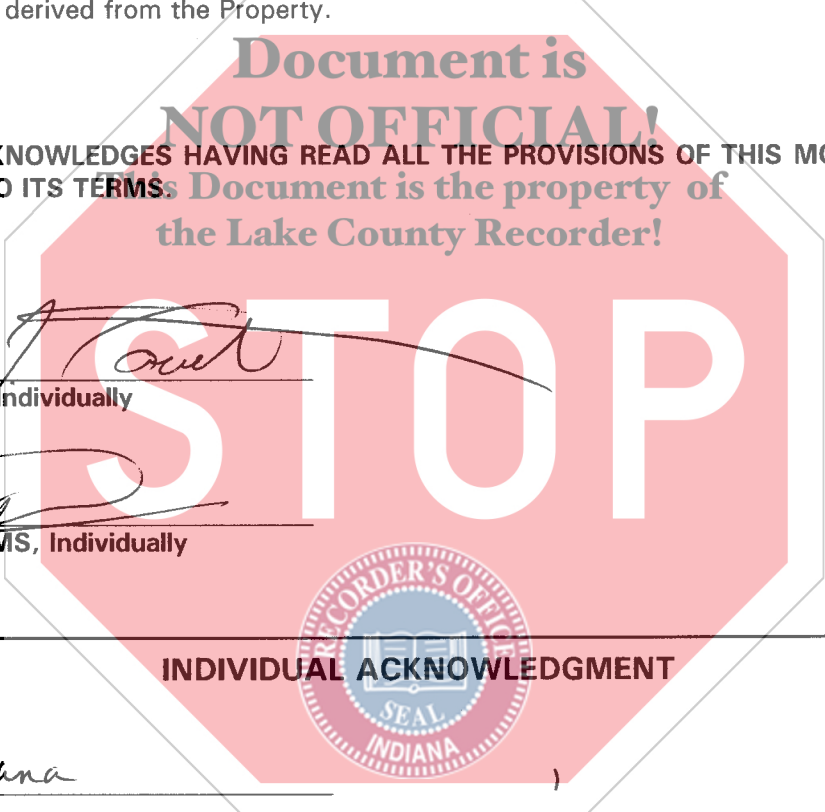 derived from the Property.
Document is
NOT OFFICIAL!
KNOWLEDGES HAVING READ ALL THE PROVISIONS OF THIS MO
O ITS TERMS.
This Document is the property of
the Lake County Recorder!
STOP
ndividually
MS, Individually
RECORDER'S OFFICE
SEAL
INDIANA
INDIVIDUAL ACKNOWLEDGMENT
ana )